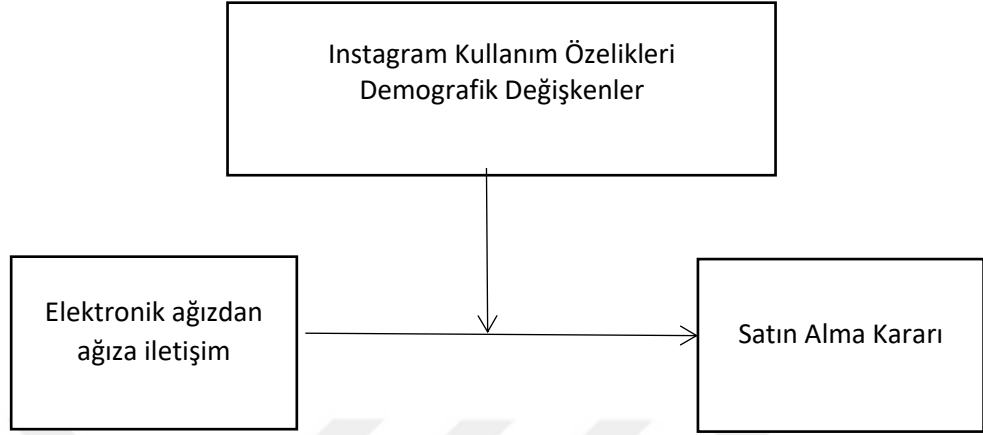 Instagram Kullanım Özelikleri
Demografik Değişkenler
Elektronik ağızdan
ağıza iletişim
Satın Alma Kararı